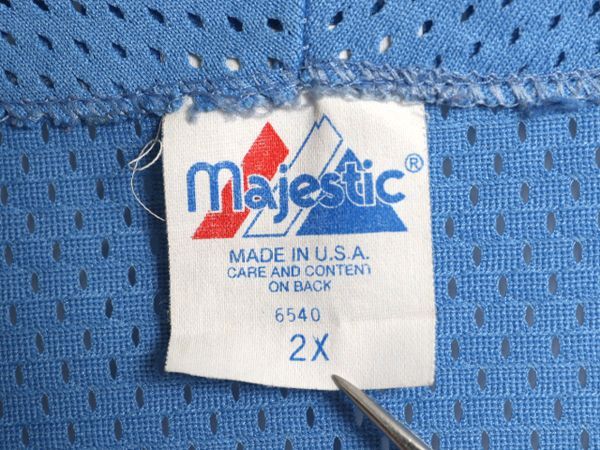 majestic®
MADE IN U.S.A.
CARE AND CONTENT
ON BACK
6540
2X